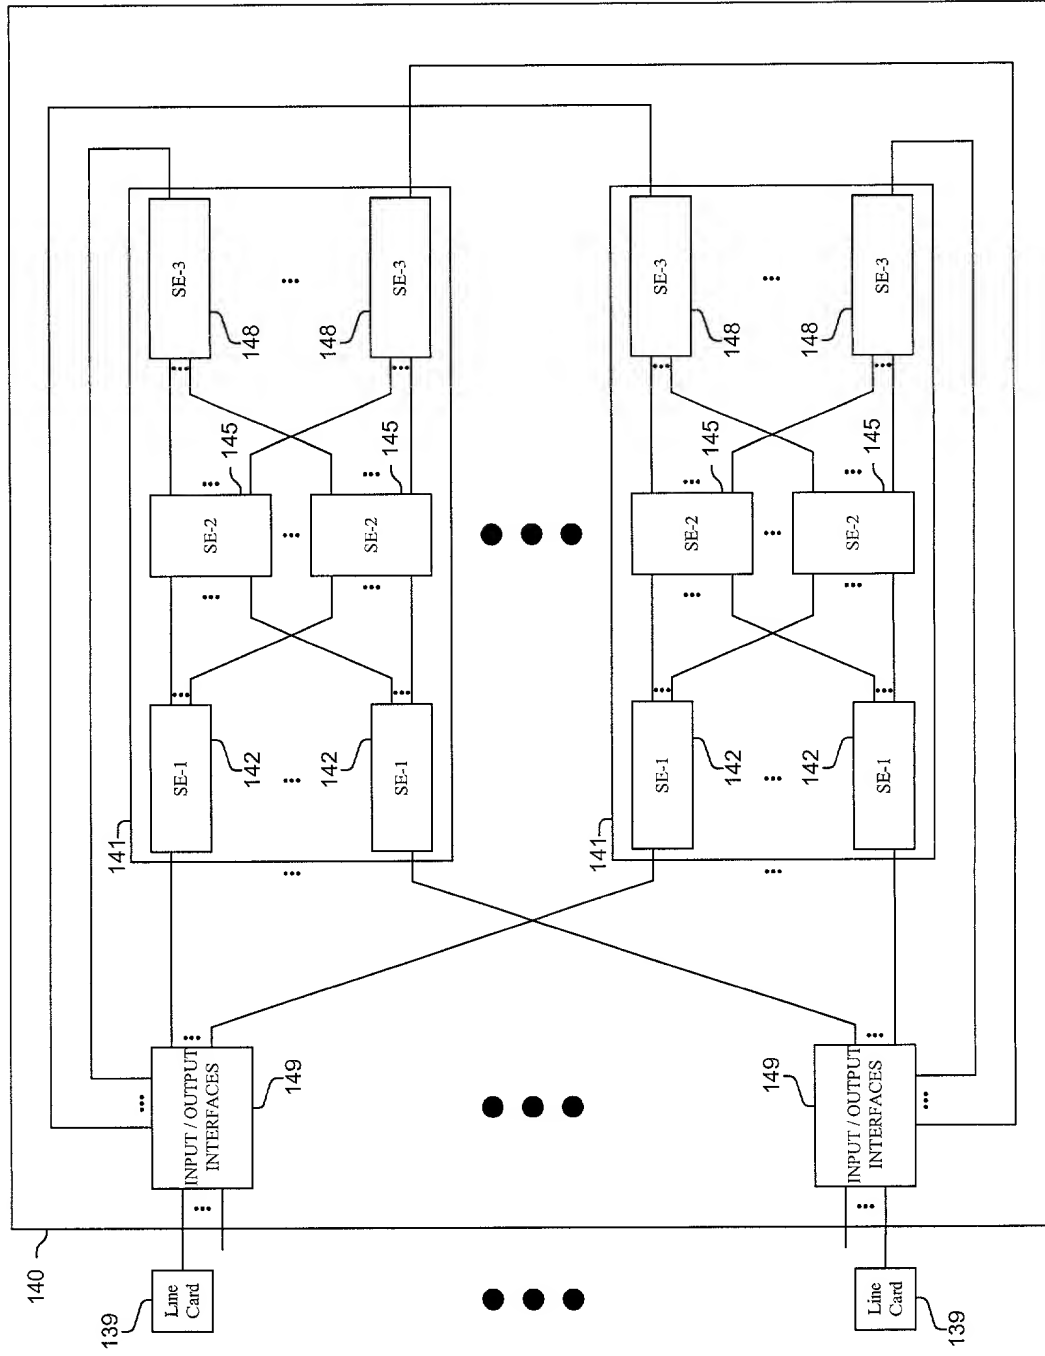 SE-3
148
SE-3
148
SE-3
148
SE-3
148
145
SE-2
145
SE-2
145
SE-2
145
SE-2
SE-1
142
SE-1
142
SE-1
142
SE-1
142
141
141
INPUT / OUTPUT
INTERFACES
149
INPUT / OUTPUT
INTERFACES
149
140
Line
Card
139
Line
Card
139